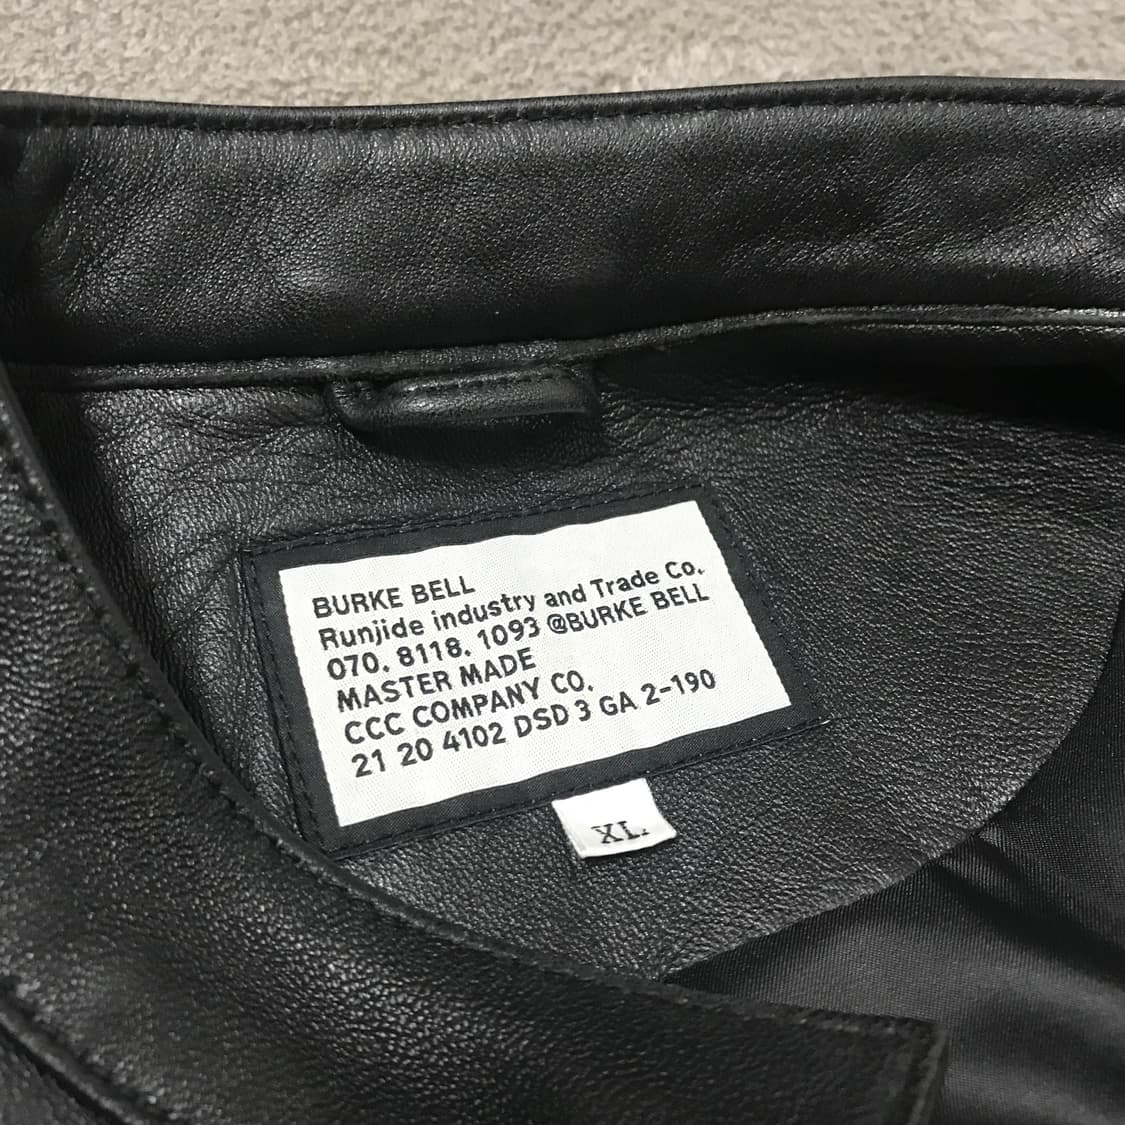 BURKE BELL
Runjide industry and Trade Co.
070. 8118. 1093 @BURKE BELL
MASTER MADE
CCC COMPANY CO.
21 20 4102 DSD 3 GA 2-190
XL.